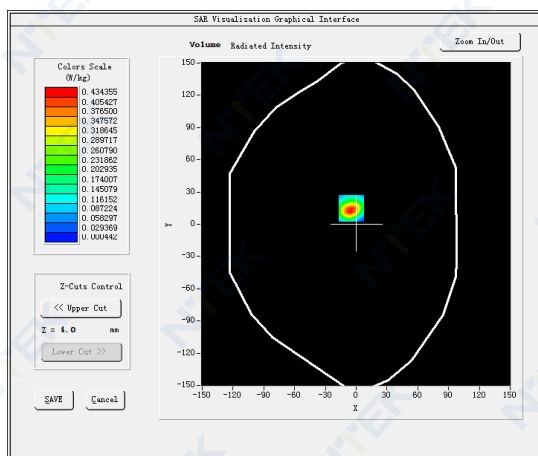 SAR Visualisation Graphical Interface
Volume Radiated Intensity
Zoom In/Out
Colors Scale
(W/kg)
0.434355
0.405427
0.376500
0.347572
0.318645
0.289717
0.260790
0.231862
0.202935
0.174007
0.145079
0.116152
0.087224
0.058297
0.029369
0.000442
Z-Cuts Control
<< Upper Cut
Z = 4.0 mm
Lower Cut >>
SAVE Cancel
150
120
90
60
30
0
-30
-60
-90
-120
-150
Y
-150 -120 -90 -60 -30 0 30 60 90 120 150
X
NTEK